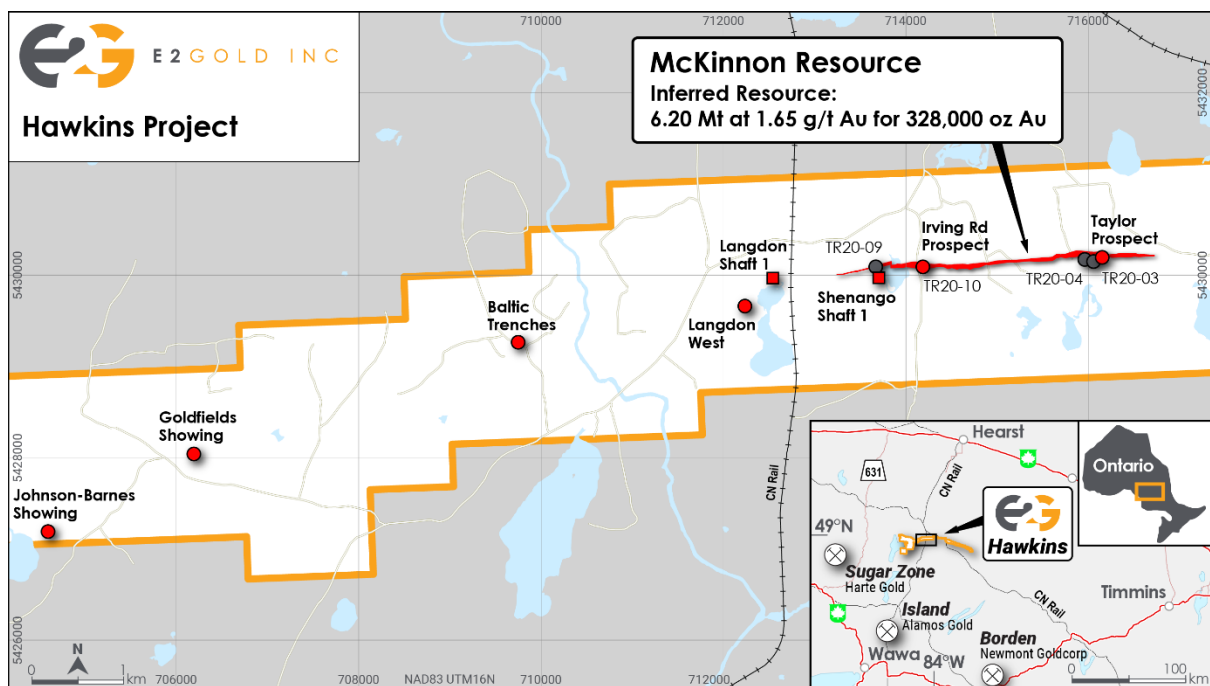 E2G E2GOLD INC
Hawkins Project
710000
712000
714000
716000
5432000
McKinnon Resource
Inferred Resource:
6.20 Mt at 1.65 g/t Au for 328,000 oz Au
5430000
5430000
Langdon
Shaft 1
TR20-09
Irving Rd
Prospect
Taylor
Prospect
TR20-10
TR20-04
TR20-03
Shenango
Shaft 1
Baltic
Trenches
Langdon
West
Goldfields
Showing
5428000
Johnson-Barnes
Showing
CN Rail
5426000
N
0 1
km
706000
708000
NAD83 UTM16N
710000
712000
Hearst
631
Ontario
CN Rail
E2G
Hawkins
49°N
Sugar Zone
Harte Gold
CN Rail
Timmins
Island
Alamos Gold
Borden
Newmont Goldcorp
Wawa
84°W
0 100
km